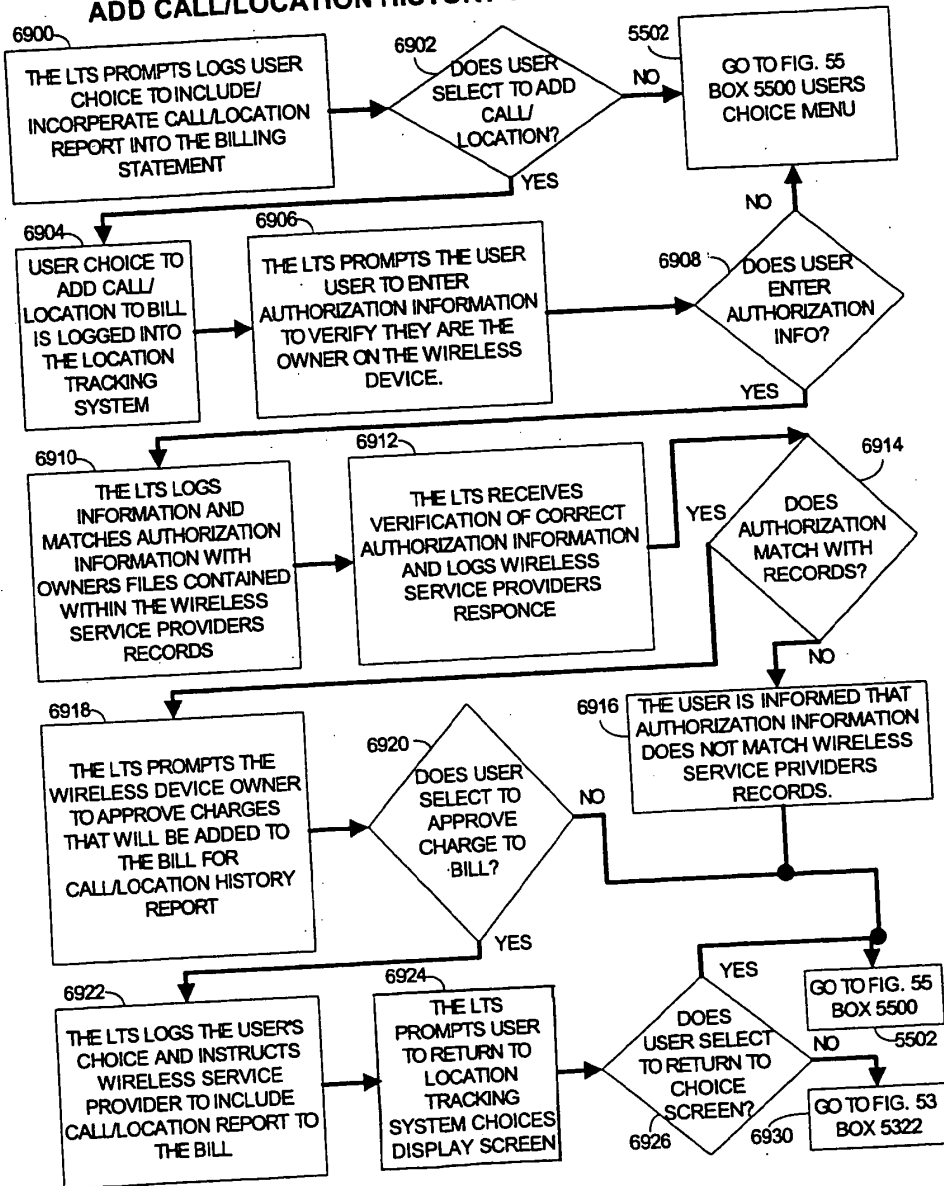 ADD CALL/LOCATION HISTORY
6900
THE LTS PROMPTS LOGS USER
CHOICE TO INCLUDE/
INCORPERATE CALL/LOCATION
REPORT INTO THE BILLING
STATEMENT
6902
DOES USER
SELECT TO ADD
CALL/
LOCATION?
NO
YES
5502
GO TO FIG. 55
BOX 5500 USERS
CHOICE MENU
6904
USER CHOICE TO
ADD CALL/
LOCATION TO BILL
IS LOGGED INTO
THE LOCATION
TRACKING
SYSTEM
6906
THE LTS PROMPTS THE USER
USER TO ENTER
AUTHORIZATION INFORMATION
TO VERIFY THEY ARE THE
OWNER ON THE WIRELESS
DEVICE.
NO
6908
DOES USER
ENTER
AUTHORIZATION
INFO?
YES
6910
THE LTS LOGS
INFORMATION AND
MATCHES AUTHORIZATION
INFORMATION WITH
OWNERS FILES CONTAINED
WITHIN THE WIRELESS
SERVICE PROVIDERS
RECORDS
6912
THE LTS RECEIVES
VERIFICATION OF CORRECT
AUTHORIZATION INFORMATION
AND LOGS WIRELESS
SERVICE PROVIDERS
RESPONCE
6914
YES
DOES
AUTHORIZATION
MATCH WITH
RECORDS?
NO
6916
THE USER IS INFORMED THAT
AUTHORIZATION INFORMATION
DOES NOT MATCH WIRELESS
SERVICE PRIVIDERS
RECORDS.
6918
THE LTS PROMPTS THE
WIRELESS DEVICE OWNER
TO APPROVE CHARGES
THAT WILL BE ADDED TO
THE BILL FOR
CALL/LOCATION HISTORY
REPORT
6920
DOES USER
SELECT TO
APPROVE
CHARGE TO
BILL?
NO
YES
6922
THE LTS LOGS THE USER'S
CHOICE AND INSTRUCTS
WIRELESS SERVICE
PROVIDER TO INCLUDE
CALL/LOCATION REPORT TO
THE BILL
6924
THE LTS
PROMPTS USER
TO RETURN TO
LOCATION
TRACKING
SYSTEM CHOICES
DISPLAY SCREEN
YES
DOES
USER SELECT
TO RETURN TO
CHOICE
SCREEN?
6926
GO TO FIG. 55
BOX 5500
5502
NO
GO TO FIG. 53
BOX 5322
6930